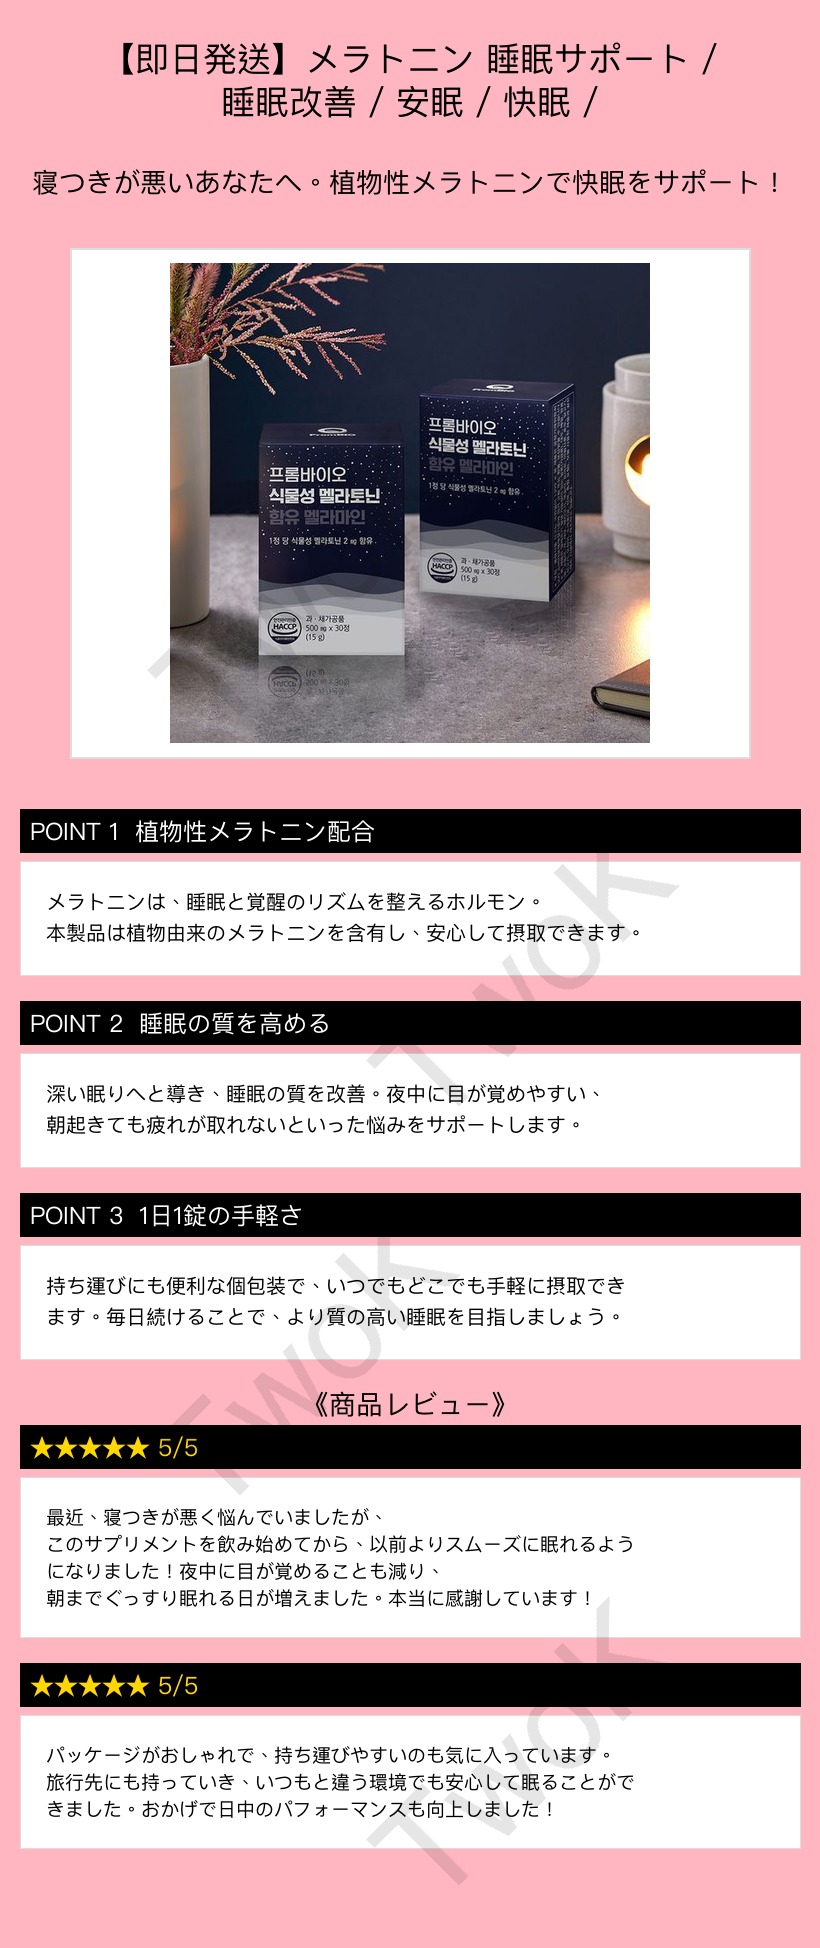 【即日発送】メラトニン 睡眠サポート /
睡眠改善 / 安眠 / 快眠 /
寝つきが悪いあなたへ。植物性メラトニンで快眠をサポート！
FromBIO
프롬바이오
식물성 멜라토닌
함유 멜라마인
1정 당 식물성 멜라토닌 2 mg 함유
HACCP
과·채가공품
500 mg x 30정
(15 g)
FromBIO
프롬바이오
식물성 멜라토닌
함유 멜라마인
1정 당 식물성 멜라토닌 2 mg 함유
HACCP
과·채가공품
500 mg x 30정
(15 g)
POINT 1 植物性メラトニン配合
メラトニンは、睡眠と覚醒のリズムを整えるホルモン。
本製品は植物由来のメラトニンを含有し、安心して摂取できます。
POINT 2 睡眠の質を高める
深い眠りへと導き、睡眠の質を改善。夜中に目が覚めやすい、
朝起きても疲れが取れないといった悩みをサポートします。
POINT 3 1日1錠の手軽さ
持ち運びにも便利な個包装で、いつでもどこでも手軽に摂取でき
ます。毎日続けることで、より質の高い睡眠を目指しましょう。
《商品レビュー》
★★★★★ 5/5
最近、寝つきが悪く悩んでいましたが、
このサプリメントを飲み始めてから、以前よりスムーズに眠れるよう
になりました！夜中に目が覚めることも減り、
朝までぐっすり眠れる日が増えました。本当に感謝しています！
★★★★★ 5/5
パッケージがおしゃれで、持ち運びやすいのも気に入っています。
旅行先にも持っていき、いつもと違う環境でも安心して眠ることがで
きました。おかげで日中のパフォーマンスも向上しました！
TwoK
TwoK
TwoK